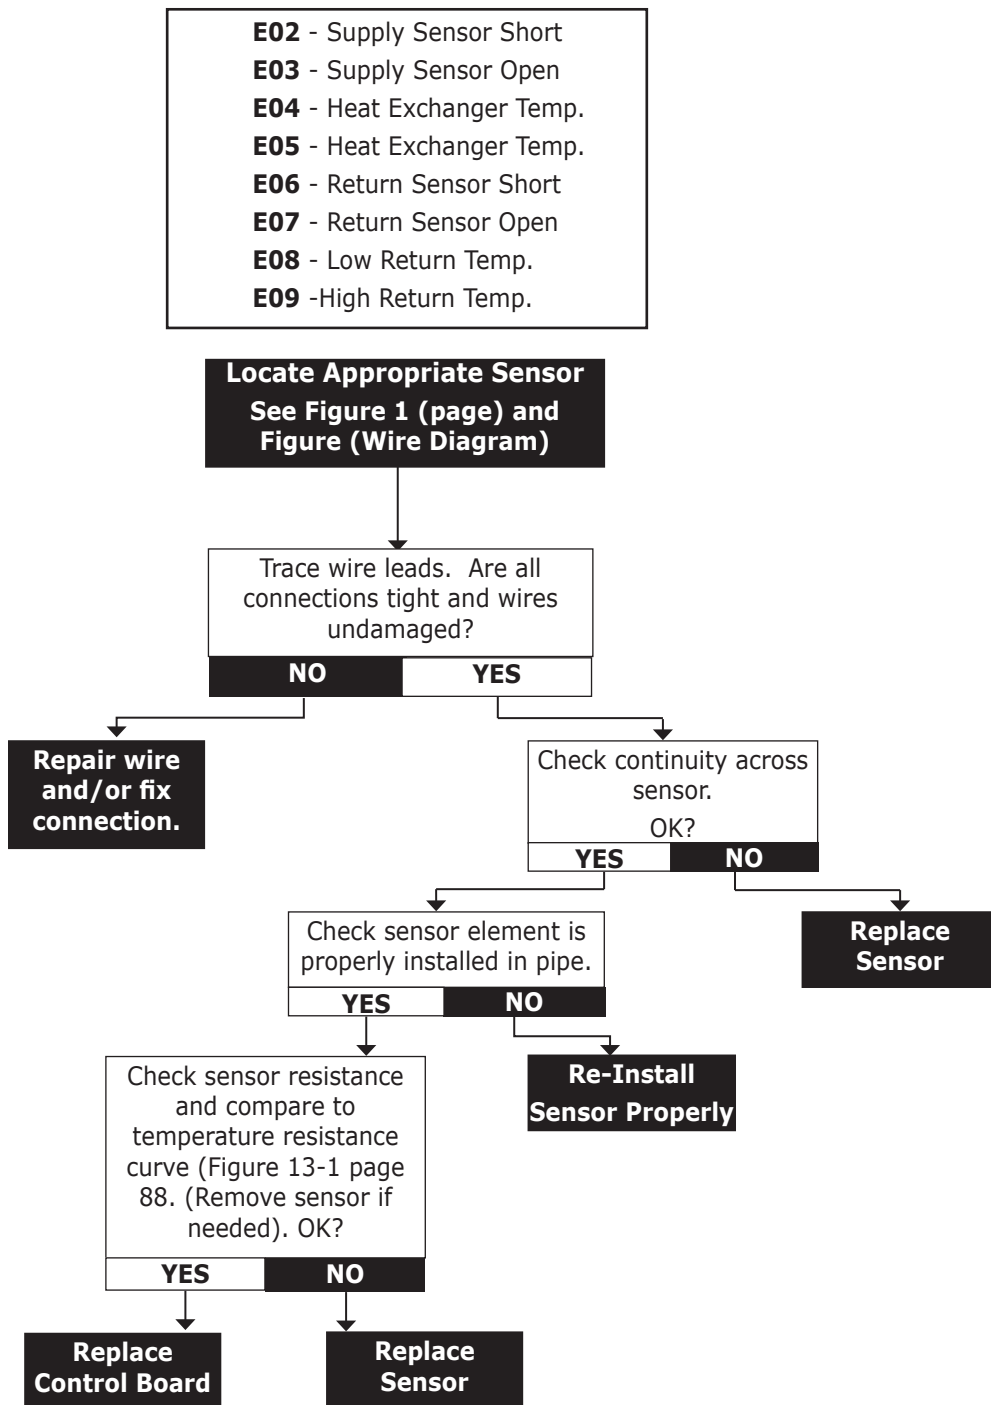 E02 - Supply Sensor Short
E03 - Supply Sensor Open
E04 - Heat Exchanger Temp.
E05 - Heat Exchanger Temp.
E06 - Return Sensor Short
E07 - Return Sensor Open
E08 - Low Return Temp.
E09 -High Return Temp.
Locate Appropriate Sensor
See Figure 1 (page) and
Figure (Wire Diagram)
Trace wire leads.  Are all
connections tight and wires
undamaged?
NO
YES
Repair wire
and/or fix
connection.
Check continuity across
sensor.
OK?
YES
NO
Check sensor element is
properly installed in pipe.
YES
NO
Replace
Sensor
Check sensor resistance
and compare to
temperature resistance
curve (Figure 13-1 page
88. (Remove sensor if
needed). OK?
YES
NO
Re-Install
Sensor Properly
Replace
Control Board
Replace
Sensor